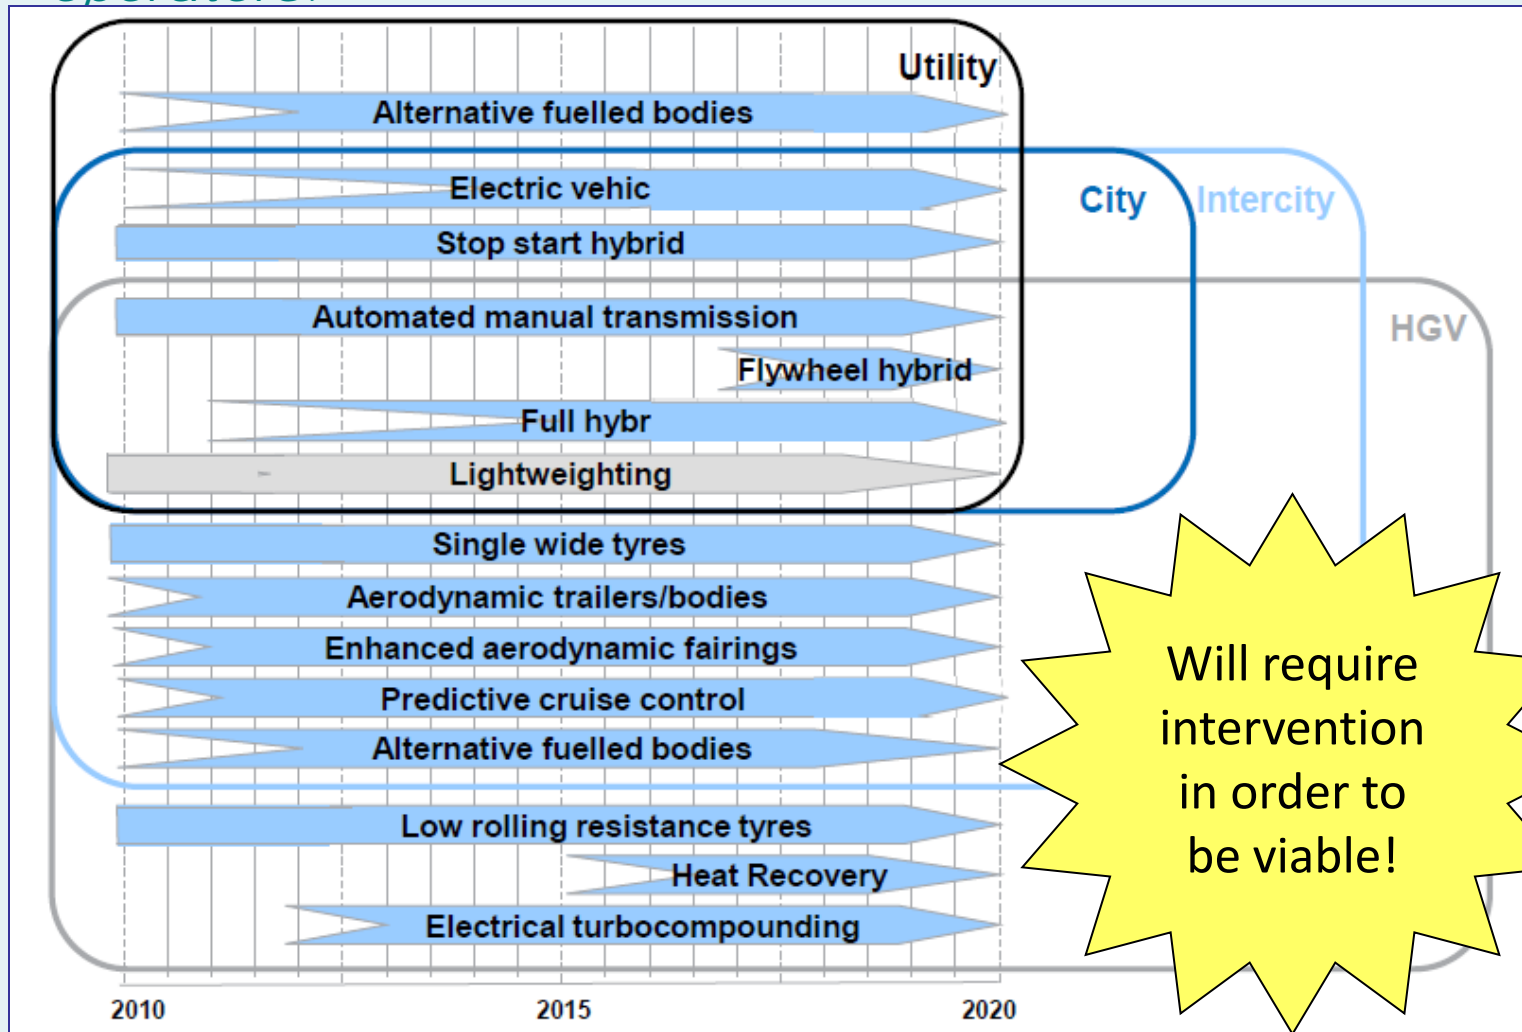 Utility
Alternative fuelled bodies
Electric vehic
City
Intercity
Stop start hybrid
Automated manual transmission
HGV
Flywheel hybrid
Full hybr
Lightweighting
Single wide tyres
Aerodynamic trailers/bodies
Enhanced aerodynamic fairings
Predictive cruise control
Alternative fuelled bodies
Low rolling resistance tyres
Heat Recovery
Electrical turbocompounding
Will require
intervention
in order to
be viable!
2010
2015
2020